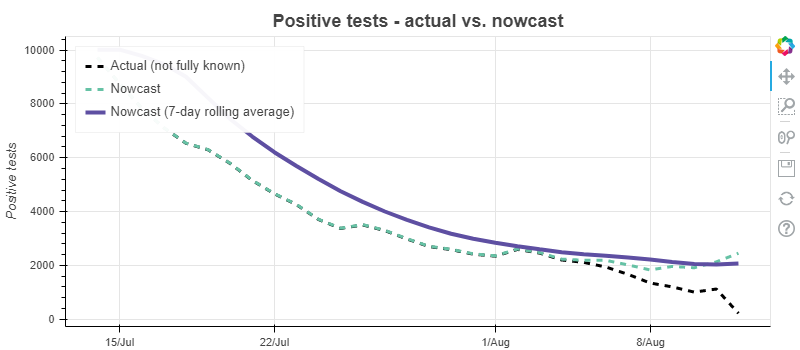 Positive tests - actual vs. nowcast
Actual (not fully known)
Nowcast
Nowcast (7-day rolling average)
Positive tests
10000
8000
6000
4000
2000
0
15/Jul
22/Jul
1/Aug
8/Aug